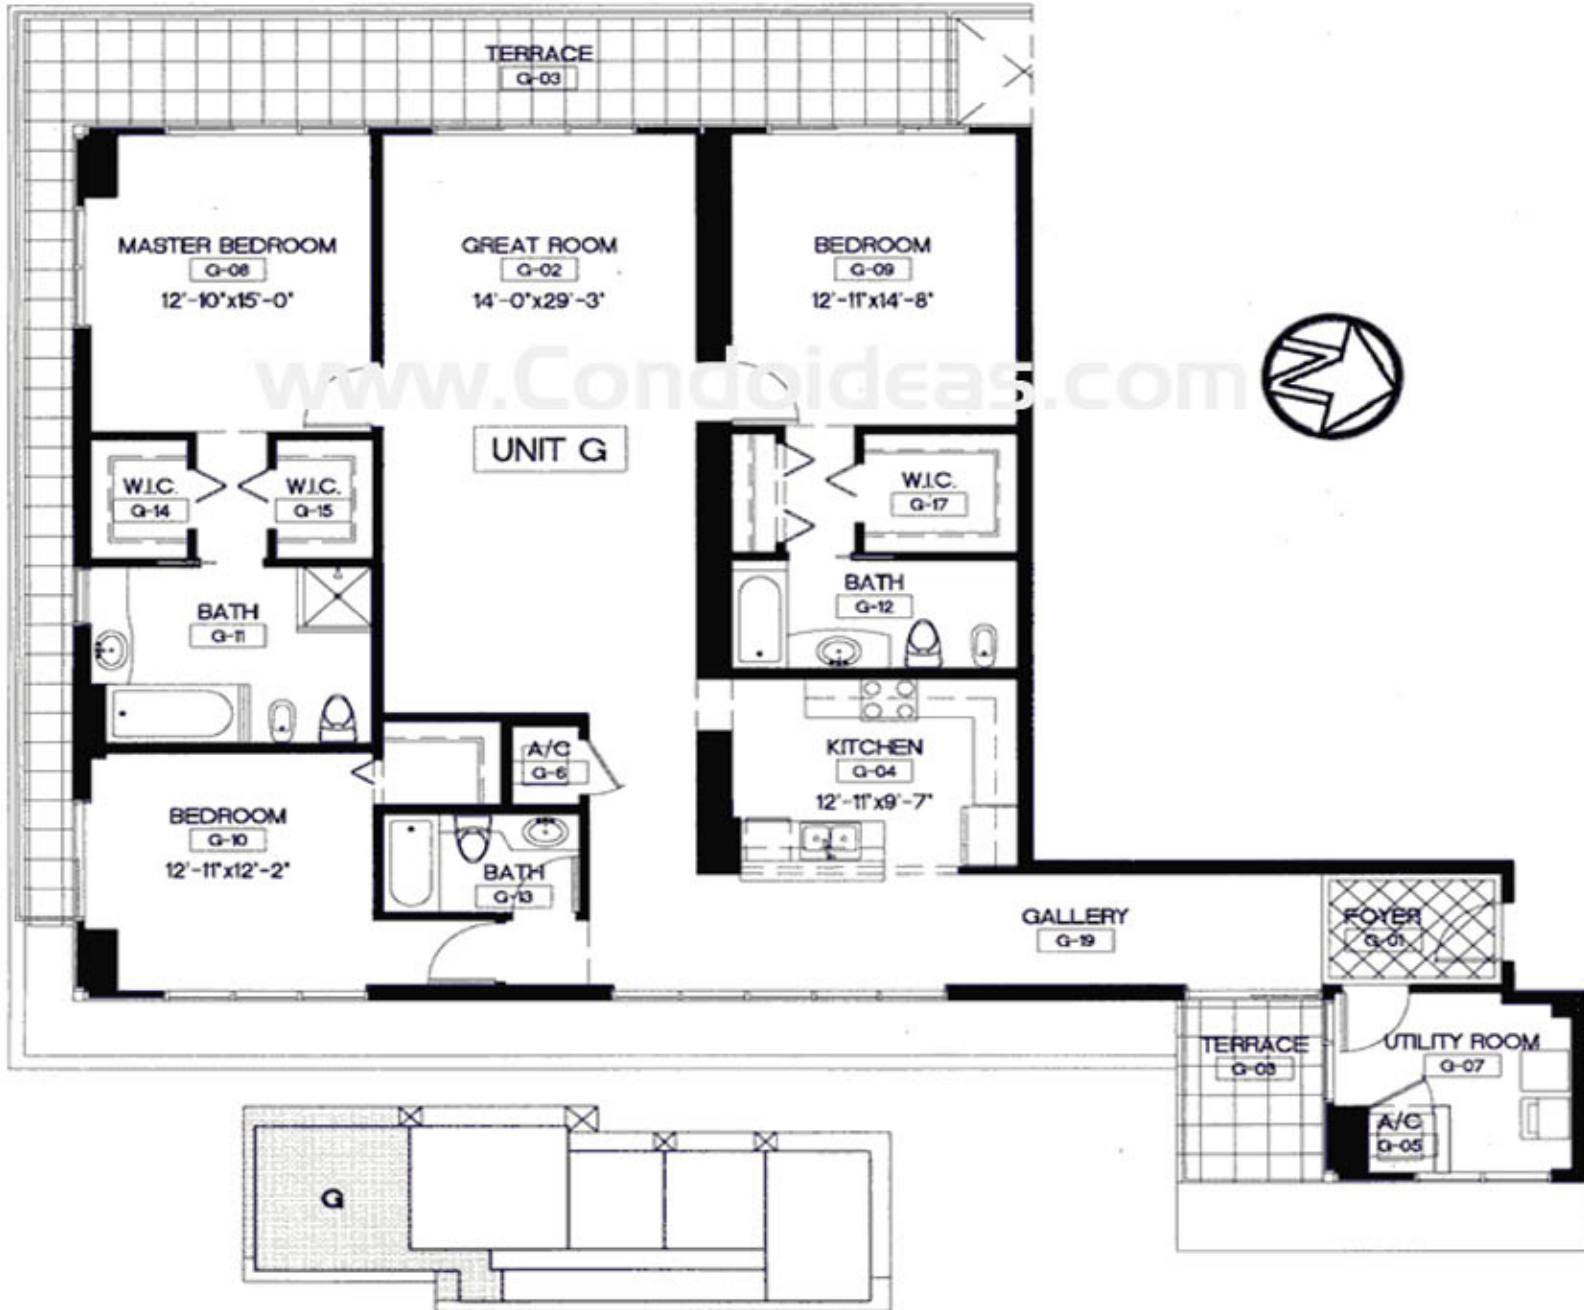 TERRACE
G-03
MASTER BEDROOM
G-08
12'-10"x15'-0"
GREAT ROOM
G-02
14'-0"x29'-3"
BEDROOM
G-09
12'-11"x14'-8"
www.Condoideas.com
UNIT G
N
W.I.C.
G-14
W.I.C.
G-15
W.I.C.
G-17
BATH
G-11
BATH
G-12
A/C
G-6
KITCHEN
G-04
12'-11"x9'-7"
BEDROOM
G-10
12'-11"x12'-2"
BATH
G-13
GALLERY
G-19
FOYER
G-01
TERRACE
G-03
UTILITY ROOM
G-07
A/C
G-05
G